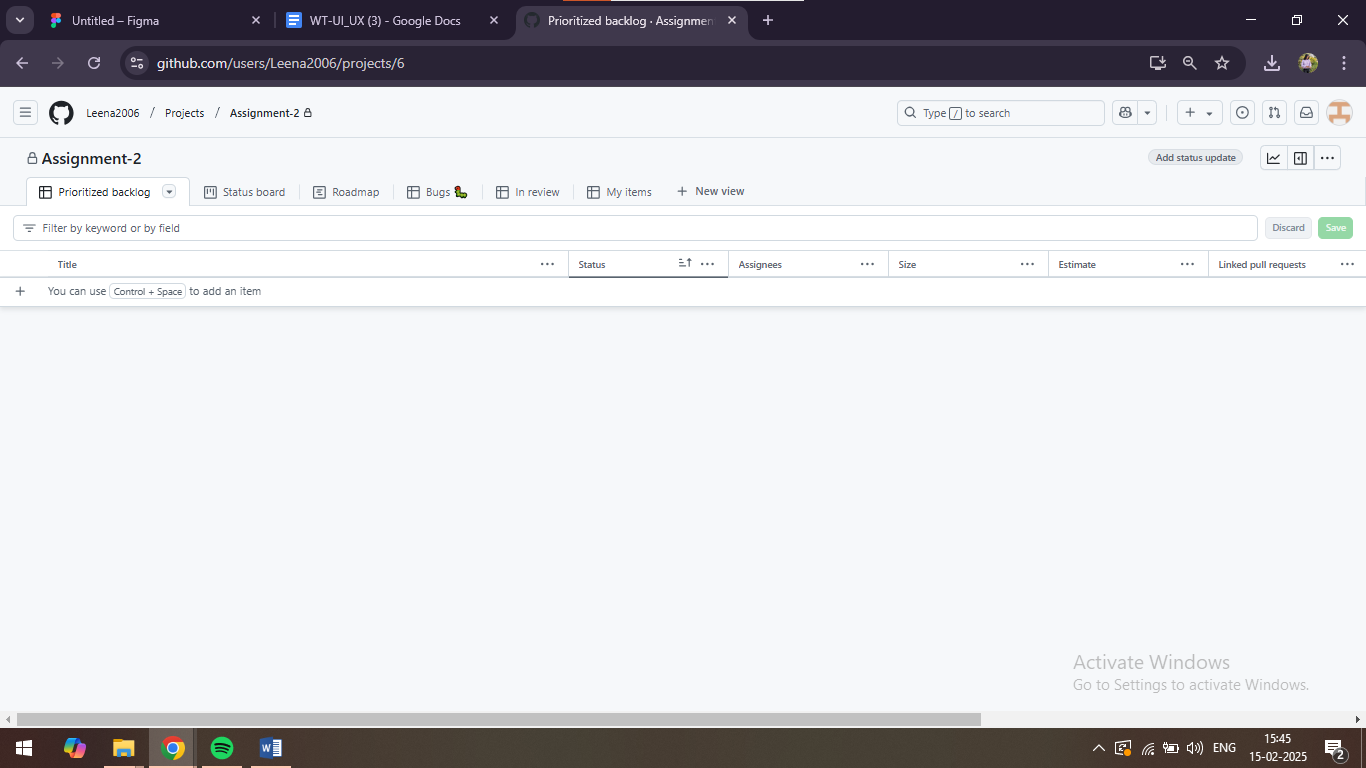 Untitled – Figma
WT-UI_UX (3) - Google Docs
Prioritized backlog · Assignmen
github.com/users/Leena2006/projects/6
Leena2006 / Projects / Assignment-2
Type / to search
Assignment-2
Add status update
Prioritized backlog
Status board
Roadmap
Bugs 🐛
In review
My items
New view
Filter by keyword or by field
Discard
Save
Title
Status
Assignees
Size
Estimate
Linked pull requests
You can use Control + Space to add an item
Activate Windows
Go to Settings to activate Windows.
ENG
15:45
15-02-2025
2